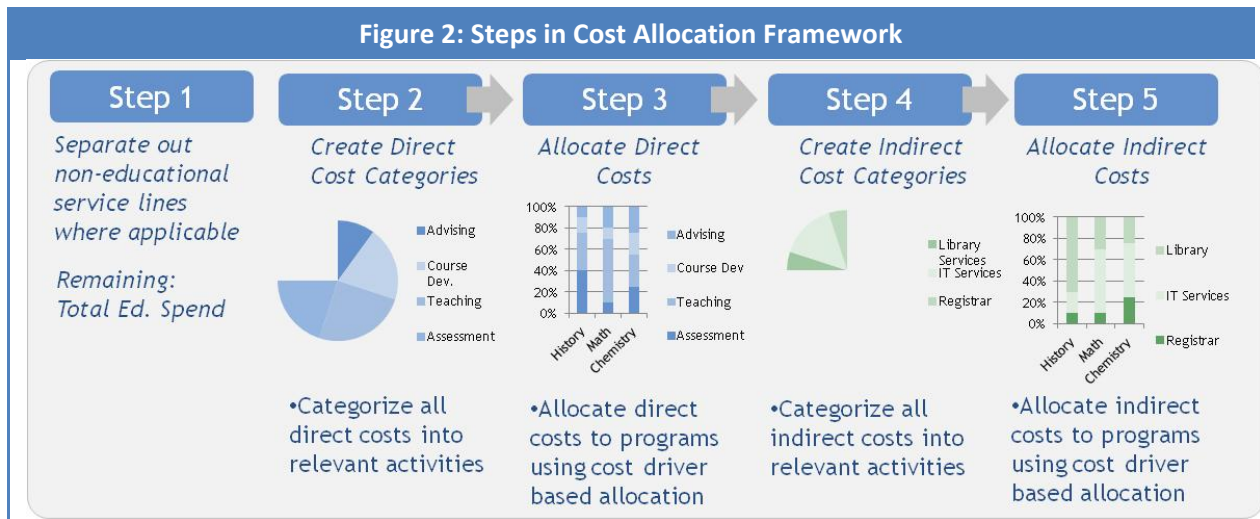 Figure 2: Steps in Cost Allocation Framework
Step 1
Separate out
non-educational
service lines
where applicable
Remaining:
Total Ed. Spend
Step 2
Create Direct
Cost Categories
Advising
Course
Dev.
Teaching
Assessment
•Categorize all
direct costs into
relevant activities
Step 3
Allocate Direct
Costs
100%
80%
60%
40%
20%
0%
History
Math
Chemistry
Advising
Course Dev
Teaching
Assessment
•Allocate direct
costs to programs
using cost driver
based allocation
Step 4
Create Indirect
Cost Categories
Library
Services
IT Services
Registrar
•Categorize all
indirect costs into
relevant activities
Step 5
Allocate Indirect
Costs
100%
80%
60%
40%
20%
0%
History
Math
Chemistry
Library
IT Services
Registrar
•Allocate indirect
costs to programs
using cost driver
based allocation